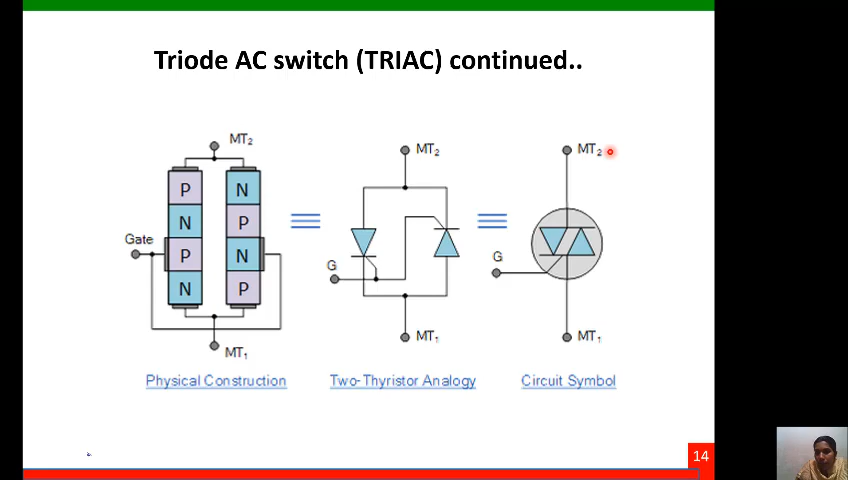 Triode AC switch (TRIAC) continued..
MT2
P N
N P
Gate
P N
N P
MT1
Physical Construction
MT2
G
MT1
Two-Thyristor Analogy
MT2
G
MT1
Circuit Symbol
14